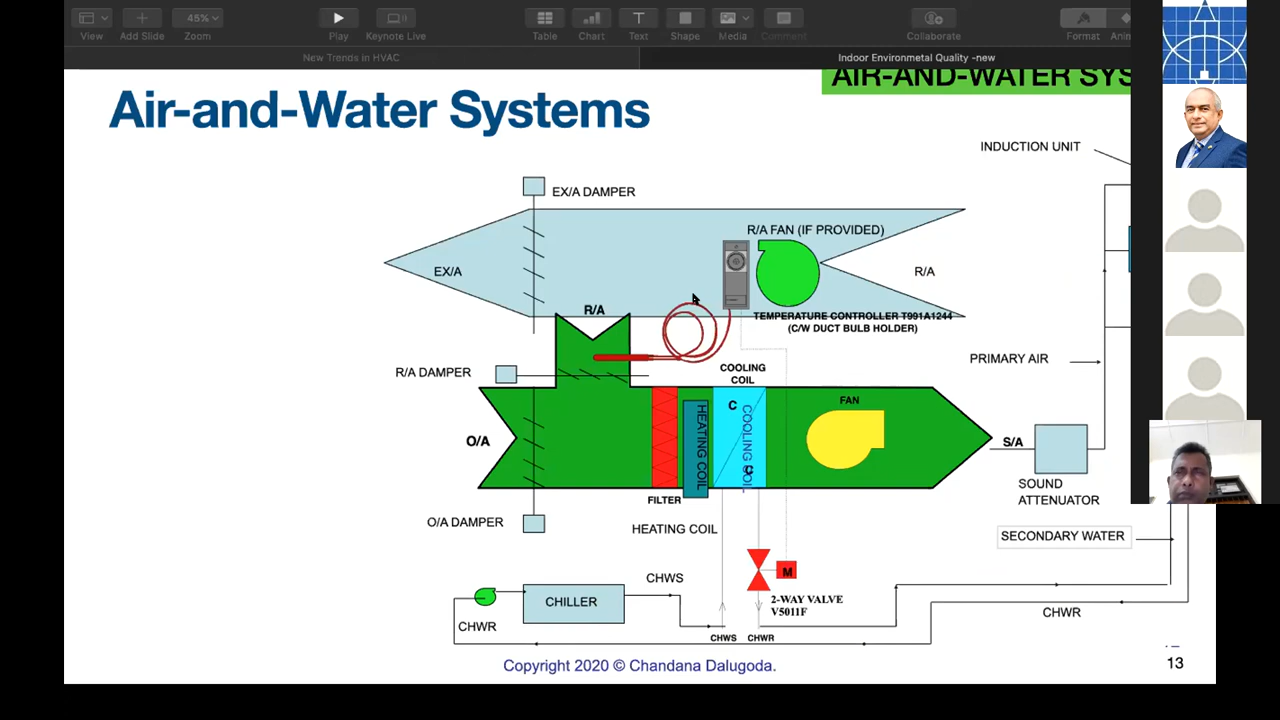 View
Add Slide
45%
Zoom
Play
Keynote Live
Table
Chart
Text
Shape
Media
Comment
Collaborate
Format
New Trends in HVAC
Indoor Environmetal Quality -new
AIR-AND-WATER SYS
Air-and-Water Systems
INDUCTION UNIT
EX/A DAMPER
R/A FAN (IF PROVIDED)
EX/A
R/A
R/A
TEMPERATURE CONTROLLER T991A1244
(C/W DUCT BULB HOLDER)
PRIMARY AIR
R/A DAMPER
COOLING
COIL
C
FAN
HEATING COIL
COOLING COIL
C
O/A
S/A
FILTER
SOUND
ATTENUATOR
O/A DAMPER
HEATING COIL
SECONDARY WATER
M
CHWS
CHILLER
2-WAY VALVE
V5011F
CHWR
CHWR
CHWS
CHWR
Copyright 2020 © Chandana Dalugoda.
13